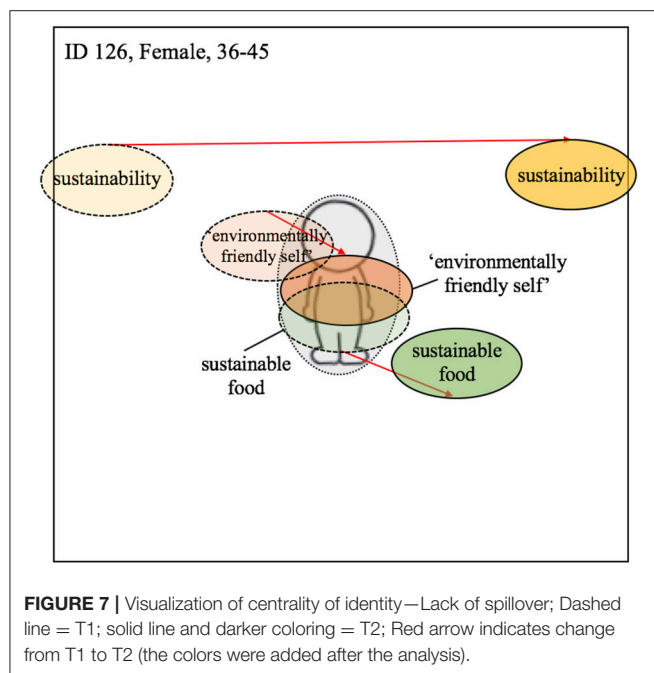 ID 126, Female, 36-45
sustainability
sustainability
'environmentally
friendly self'
'environmentally
friendly self'
sustainable
food
sustainable
food
FIGURE 7 | Visualization of centrality of identity—Lack of spillover; Dashed
line = T1; solid line and darker coloring = T2; Red arrow indicates change
from T1 to T2 (the colors were added after the analysis).